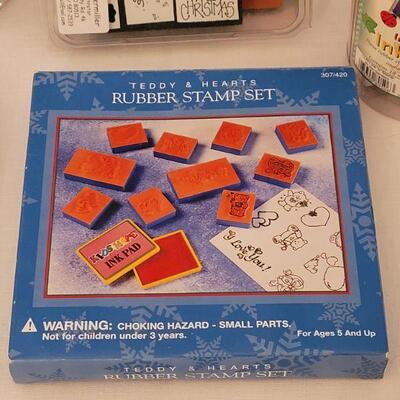 CHRISTMAS
TEDDY & HEARTS
307/420
RUBBER STAMP SET
INK PAD
I Love
You!
WARNING: CHOKING HAZARD - SMALL PARTS.
Not for children under 3 years.
For Ages 5 And Up
TEDDY & HEARTS
RUBBER STAMP SET